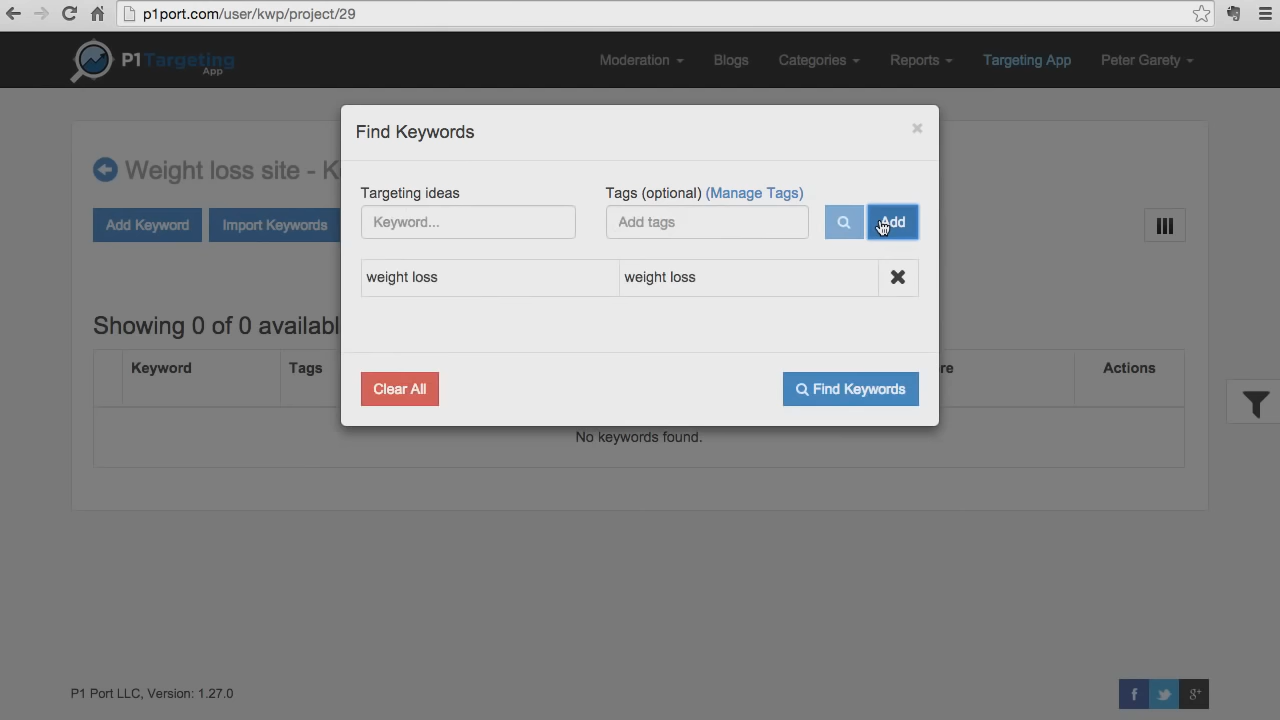 p1port.com/user/kwp/project/29
P1 Targeting App
Moderation Blogs Categories Reports Targeting App Peter Garety
Find Keywords
Weight loss site - K
Targeting ideas Tags (optional) (Manage Tags)
Keyword... Add tags Add
Add Keyword Import Keywords
weight loss weight loss
Showing 0 of 0 availabl
Keyword Tags re Actions
Clear All Find Keywords
No keywords found.
P1 Port LLC, Version: 1.27.0
f g+